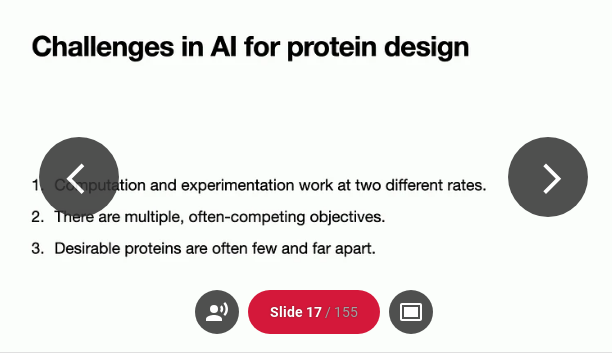 Challenges in AI for protein design
1. Computation and experimentation work at two different rates.
2. There are multiple, often-competing objectives.
3. Desirable proteins are often few and far apart.
Slide 17 / 155